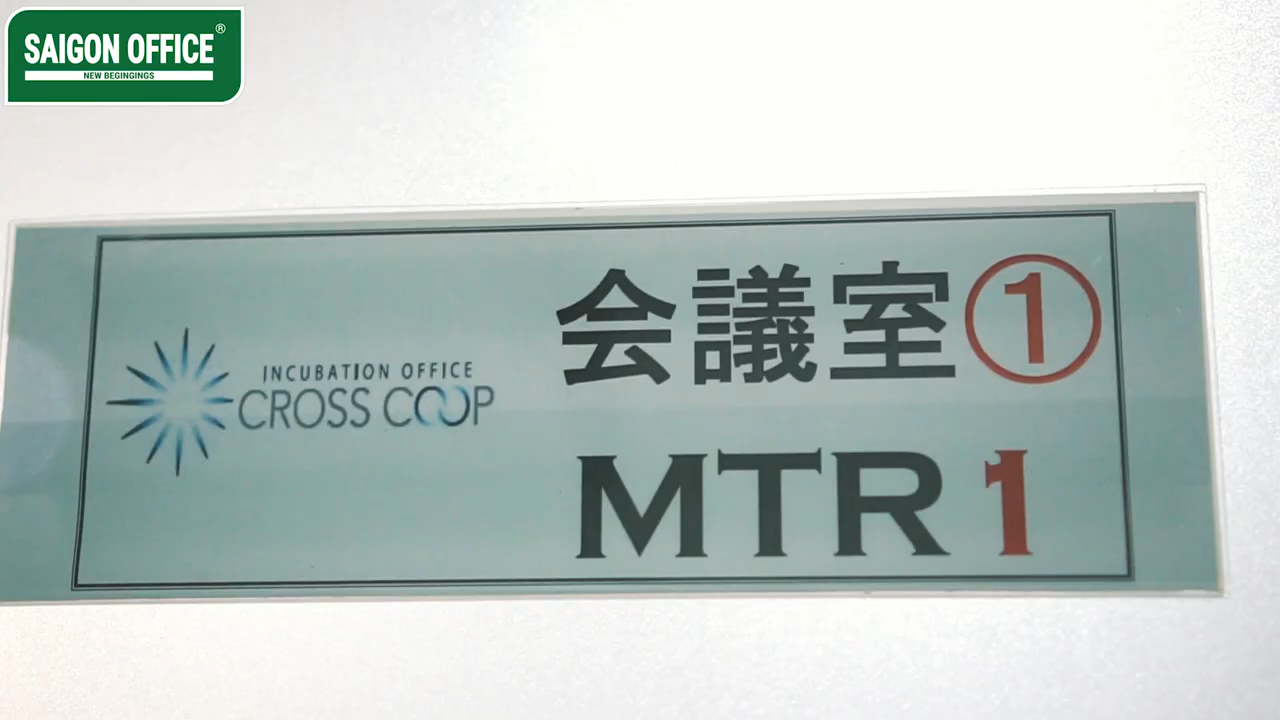 SAIGON OFFICE®
NEW BEGINGINGS
会議室①
INCUBATION OFFICE
CROSS COOP
MTR 1